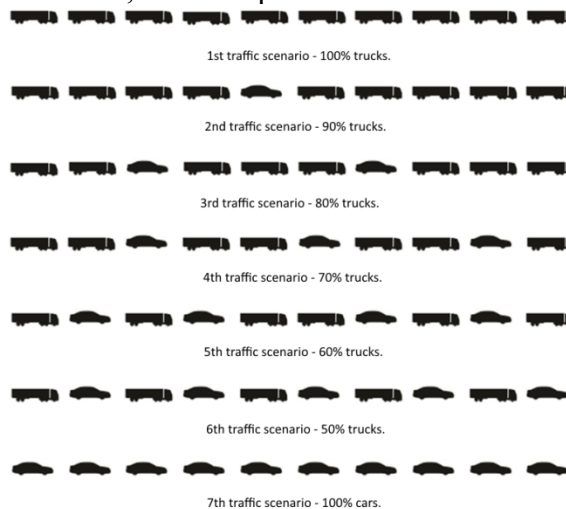 1st traffic scenario - 100% trucks.
2nd traffic scenario - 90% trucks.
3rd traffic scenario - 80% trucks.
4th traffic scenario - 70% trucks.
5th traffic scenario - 60% trucks.
6th traffic scenario - 50% trucks.
7th traffic scenario - 100% cars.